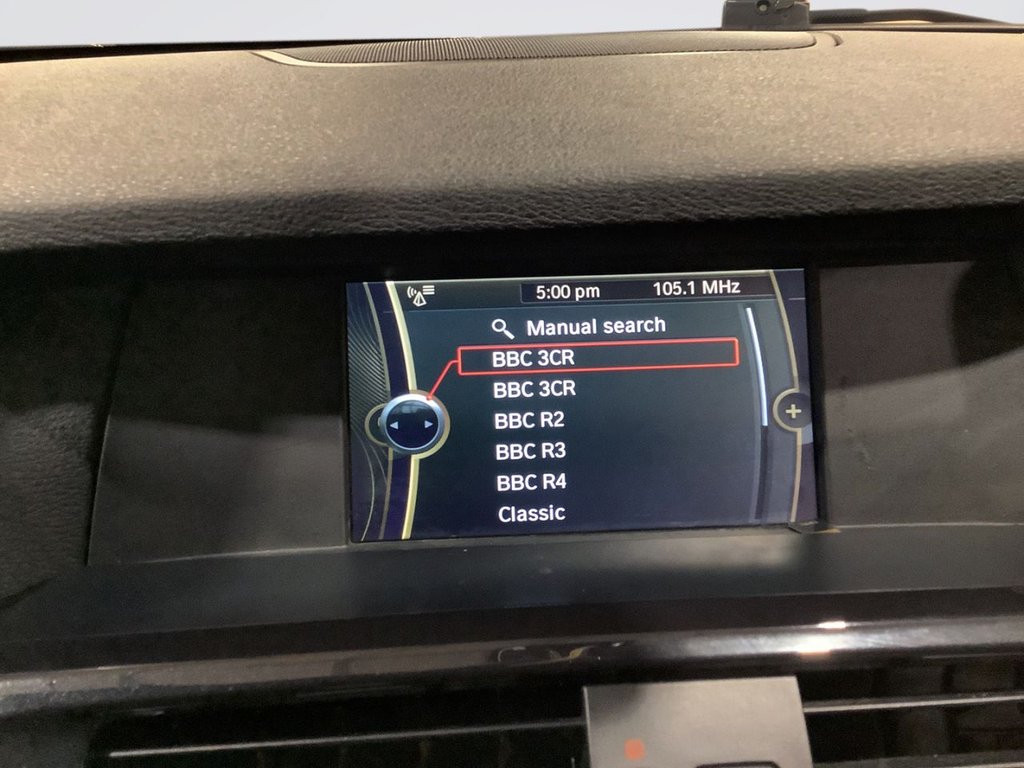 5:00 pm 105.1 MHz
Manual search
BBC 3CR
BBC 3CR
BBC R2
BBC R3
BBC R4
Classic